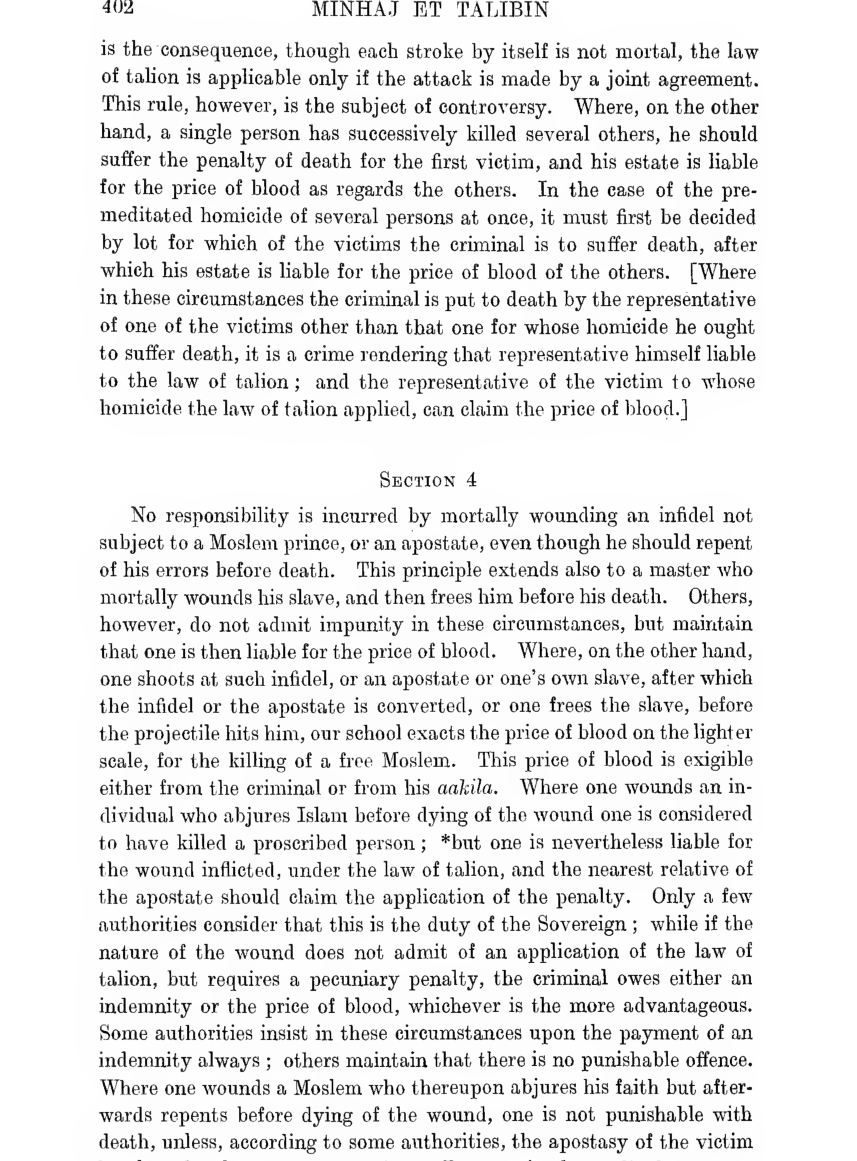 402
MINHAJ ET TALIBIN
is the consequence, though each stroke by itself is not mortal, the law
of talion is applicable only if the attack is made by a joint agreement.
This rule, however, is the subject of controversy. Where, on the other
hand, a single person has successively killed several others, he should
suffer the penalty of death for the first victim, and his estate is liable
for the price of blood as regards the others. In the case of the pre-
meditated homicide of several persons at once, it must first be decided
by lot for which of the victims the criminal is to suffer death, after
which his estate is liable for the price of blood of the others. [Where
in these circumstances the criminal is put to death by the representative
of one of the victims other than that one for whose homicide he ought
to suffer death, it is a crime rendering that representative himself liable
to the law of talion ; and the representative of the victim to whose
homicide the law of talion applied, can claim the price of blood.]
SECTION 4
No responsibility is incurred by mortally wounding an infidel not
subject to a Moslem prince, or an apostate, even though he should repent
of his errors before death. This principle extends also to a master who
mortally wounds his slave, and then frees him before his death. Others,
however, do not admit impunity in these circumstances, but maintain
that one is then liable for the price of blood. Where, on the other hand,
one shoots at such infidel, or an apostate or one's own slave, after which
the infidel or the apostate is converted, or one frees the slave, before
the projectile hits him, our school exacts the price of blood on the lighter
scale, for the killing of a free Moslem. This price of blood is exigible
either from the criminal or from his aakila. Where one wounds an in-
dividual who abjures Islam before dying of the wound one is considered
to have killed a proscribed person ; *but one is nevertheless liable for
the wound inflicted, under the law of talion, and the nearest relative of
the apostate should claim the application of the penalty. Only a few
authorities consider that this is the duty of the Sovereign ; while if the
nature of the wound does not admit of an application of the law of
talion, but requires a pecuniary penalty, the criminal owes either an
indemnity or the price of blood, whichever is the more advantageous.
Some authorities insist in these circumstances upon the payment of an
indemnity always ; others maintain that there is no punishable offence.
Where one wounds a Moslem who thereupon abjures his faith but after-
wards repents before dying of the wound, one is not punishable with
death, unless, according to some authorities, the apostasy of the victim